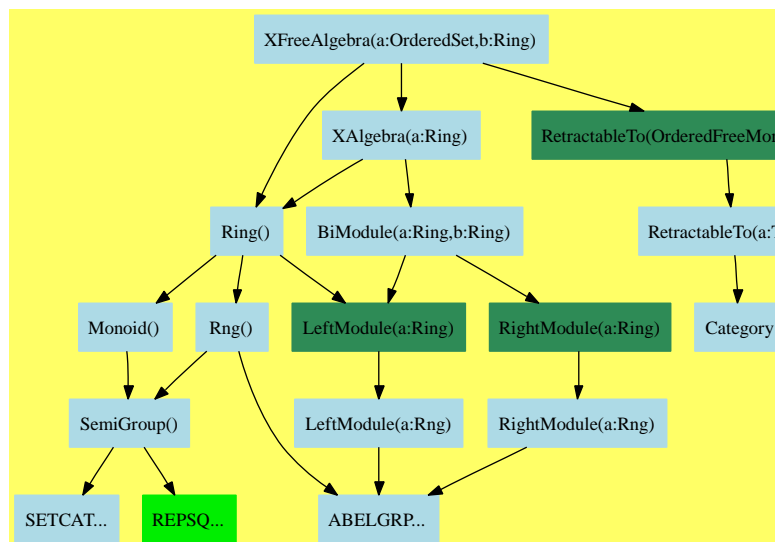 XFreeAlgebra(a:OrderedSet,b:Ring)
XAlgebra(a:Ring)
RetractableTo(OrderedFreeMon
Ring()
BiModule(a:Ring,b:Ring)
RetractableTo(a:T
Monoid()
Rng()
LeftModule(a:Ring)
RightModule(a:Ring)
Category
SemiGroup()
LeftModule(a:Rng)
RightModule(a:Rng)
SETCAT...
REPSQ...
ABELGRP...